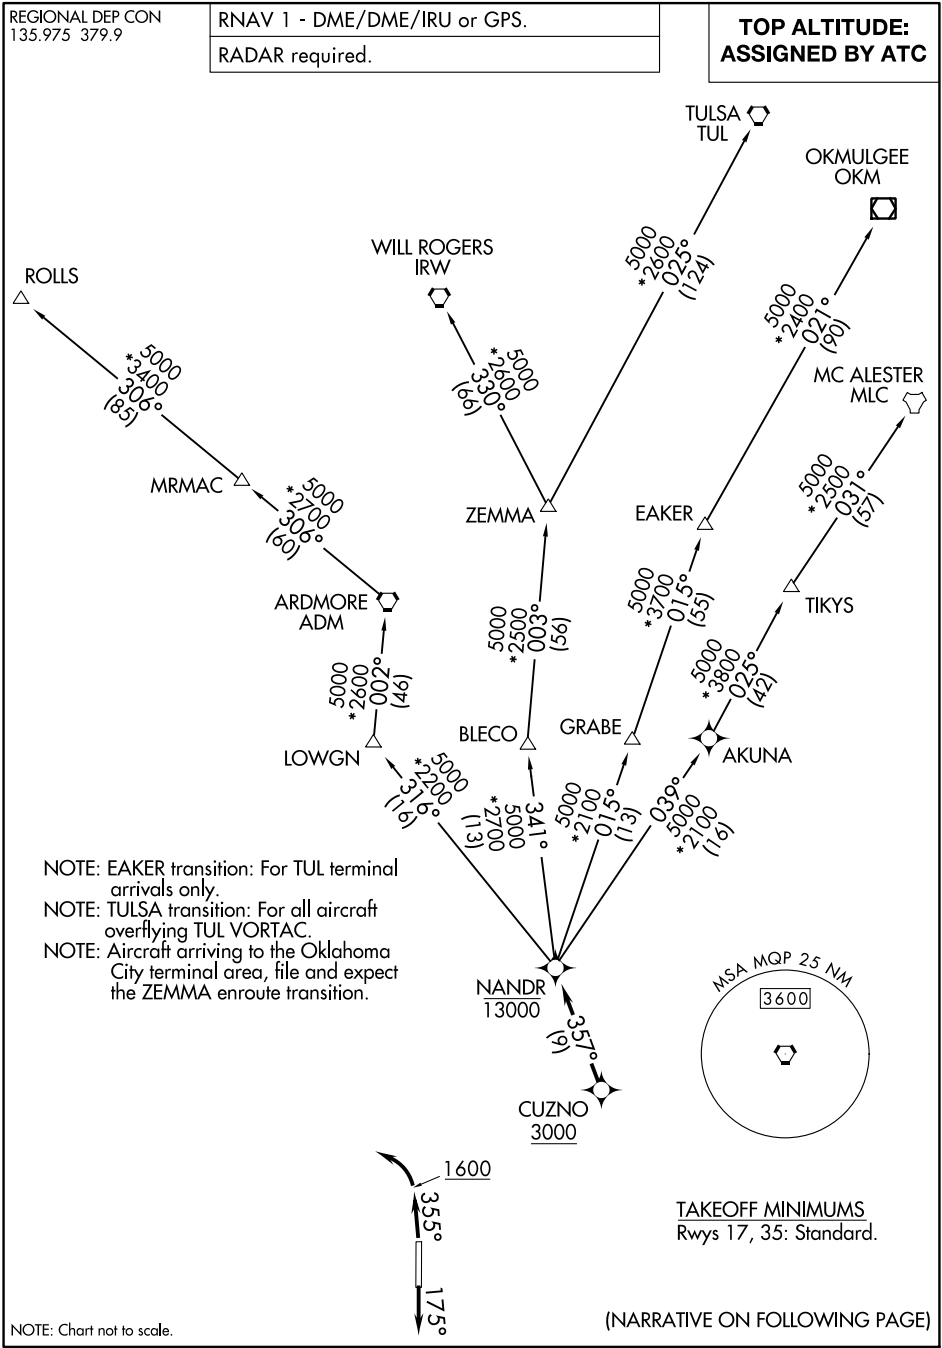 REGIONAL DEP CON
135.975 379.9
RNAV 1 - DME/DME/IRU or GPS.
RADAR required.
TOP ALTITUDE:
ASSIGNED BY ATC
TULSA
TUL
OKMULGEE
OKM
WILL ROGERS
IRW
ROLLS
5000
*2600
025°
(124)
5000
*2400
021°
(90)
5000
*3400
306°
(85)
5000
*2600
330°
(66)
MC ALESTER
MLC
MRMAC
5000
*2700
306°
(60)
ZEMMA
EAKER
5000
*2500
031°
(57)
ARDMORE
ADM
5000
*2500
003°
(56)
5000
*3700
015°
(55)
TIKYS
5000
*2600
002°
(46)
5000
*3800
025°
(42)
LOWGN
BLECO
GRABE
AKUNA
5000
*2200
316°
(16)
341°
5000
*2700
(13)
5000
*2100
015°
(13)
039°
5000
*2100
(16)
NOTE: EAKER transition: For TUL terminal
arrivals only.
NOTE: TULSA transition: For all aircraft
overflying TUL VORTAC.
NOTE: Aircraft arriving to the Oklahoma
City terminal area, file and expect
the ZEMMA enroute transition.
NANDR
13000
357°
(9)
CUZNO
3000
MSA MQP 25 NM
3600
1600
355°
175°
TAKEOFF MINIMUMS
Rwys 17, 35: Standard.
NOTE: Chart not to scale.
(NARRATIVE ON FOLLOWING PAGE)